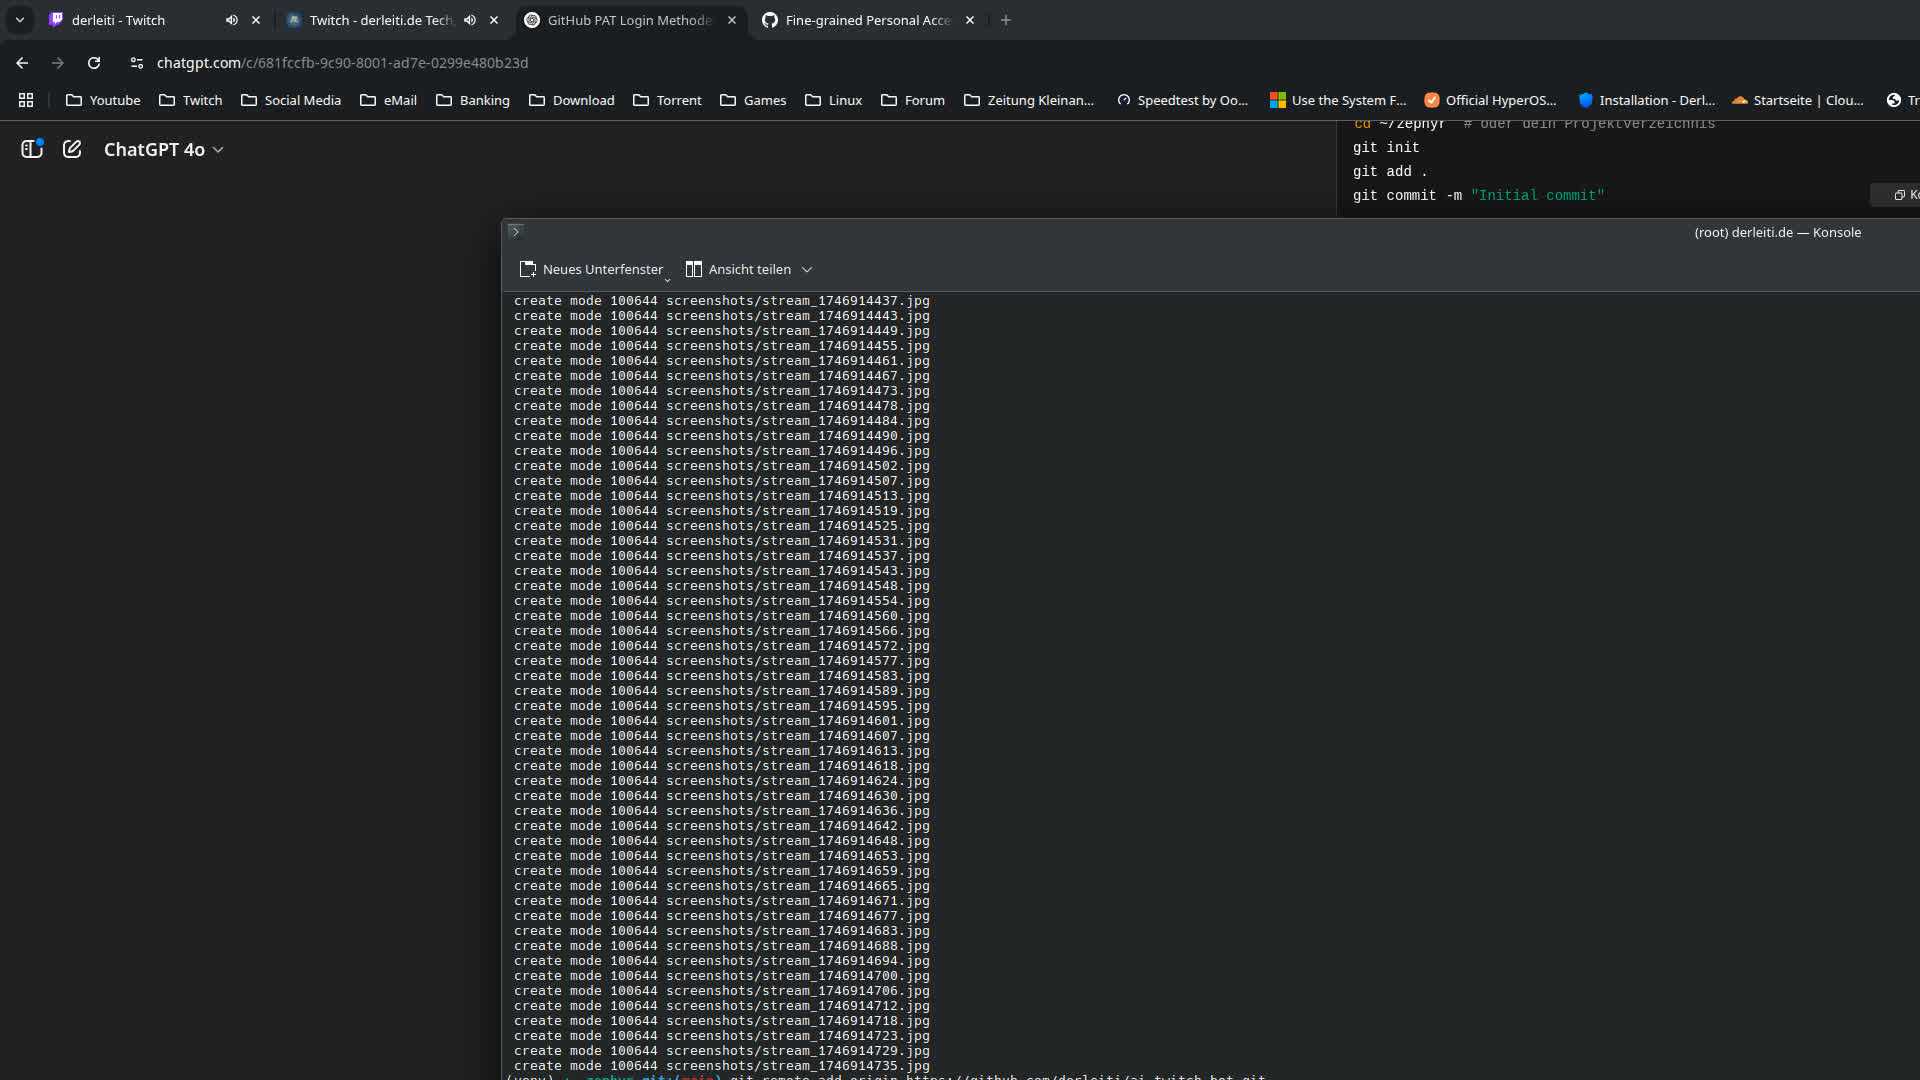 derleiti - Twitch
Twitch - derleiti.de Tech
GitHub PAT Login Methode
Fine-grained Personal Acce
chatgpt.com/c/681fccfb-9c90-8001-ad7e-0299e480b23d
Youtube
Twitch
Social Media
eMail
Banking
Download
Torrent
Games
Linux
Forum
Zeitung Kleinan...
Speedtest by Oo...
Use the System F...
Official HyperOS...
Installation - Derl...
Startseite | Clou...
Tr
ChatGPT 4o
cd ~/zephyr # oder dein Projektverzeichnis
git init
git add .
git commit -m "Initial commit"
(root) derleiti.de — Konsole
Neues Unterfenster
Ansicht teilen
create mode 100644 screenshots/stream_1746914437.jpg
create mode 100644 screenshots/stream_1746914443.jpg
create mode 100644 screenshots/stream_1746914449.jpg
create mode 100644 screenshots/stream_1746914455.jpg
create mode 100644 screenshots/stream_1746914461.jpg
create mode 100644 screenshots/stream_1746914467.jpg
create mode 100644 screenshots/stream_1746914473.jpg
create mode 100644 screenshots/stream_1746914478.jpg
create mode 100644 screenshots/stream_1746914484.jpg
create mode 100644 screenshots/stream_1746914490.jpg
create mode 100644 screenshots/stream_1746914496.jpg
create mode 100644 screenshots/stream_1746914502.jpg
create mode 100644 screenshots/stream_1746914507.jpg
create mode 100644 screenshots/stream_1746914513.jpg
create mode 100644 screenshots/stream_1746914519.jpg
create mode 100644 screenshots/stream_1746914525.jpg
create mode 100644 screenshots/stream_1746914531.jpg
create mode 100644 screenshots/stream_1746914537.jpg
create mode 100644 screenshots/stream_1746914543.jpg
create mode 100644 screenshots/stream_1746914548.jpg
create mode 100644 screenshots/stream_1746914554.jpg
create mode 100644 screenshots/stream_1746914560.jpg
create mode 100644 screenshots/stream_1746914566.jpg
create mode 100644 screenshots/stream_1746914572.jpg
create mode 100644 screenshots/stream_1746914577.jpg
create mode 100644 screenshots/stream_1746914583.jpg
create mode 100644 screenshots/stream_1746914589.jpg
create mode 100644 screenshots/stream_1746914595.jpg
create mode 100644 screenshots/stream_1746914601.jpg
create mode 100644 screenshots/stream_1746914607.jpg
create mode 100644 screenshots/stream_1746914613.jpg
create mode 100644 screenshots/stream_1746914618.jpg
create mode 100644 screenshots/stream_1746914624.jpg
create mode 100644 screenshots/stream_1746914630.jpg
create mode 100644 screenshots/stream_1746914636.jpg
create mode 100644 screenshots/stream_1746914642.jpg
create mode 100644 screenshots/stream_1746914648.jpg
create mode 100644 screenshots/stream_1746914653.jpg
create mode 100644 screenshots/stream_1746914659.jpg
create mode 100644 screenshots/stream_1746914665.jpg
create mode 100644 screenshots/stream_1746914671.jpg
create mode 100644 screenshots/stream_1746914677.jpg
create mode 100644 screenshots/stream_1746914683.jpg
create mode 100644 screenshots/stream_1746914688.jpg
create mode 100644 screenshots/stream_1746914694.jpg
create mode 100644 screenshots/stream_1746914700.jpg
create mode 100644 screenshots/stream_1746914706.jpg
create mode 100644 screenshots/stream_1746914712.jpg
create mode 100644 screenshots/stream_1746914718.jpg
create mode 100644 screenshots/stream_1746914723.jpg
create mode 100644 screenshots/stream_1746914729.jpg
create mode 100644 screenshots/stream_1746914735.jpg
git remote add origin https://github.com/derleiti/ai-twitch-bot.git